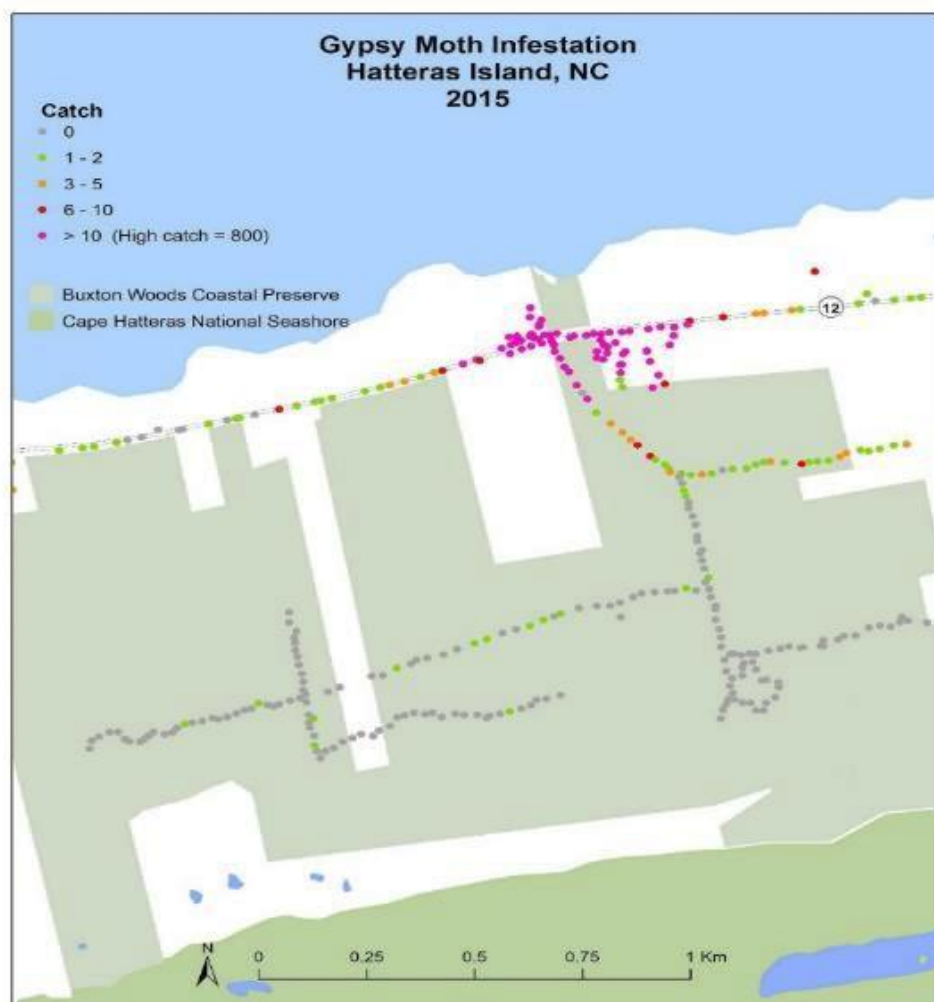 Gypsy Moth Infestation
Hatteras Island, NC
2015
Catch
0
1 - 2
3 - 5
6 - 10
> 10 (High catch = 800)
Buxton Woods Coastal Preserve
Cape Hatteras National Seashore
12
N
0 0.25 0.5 0.75 1 Km